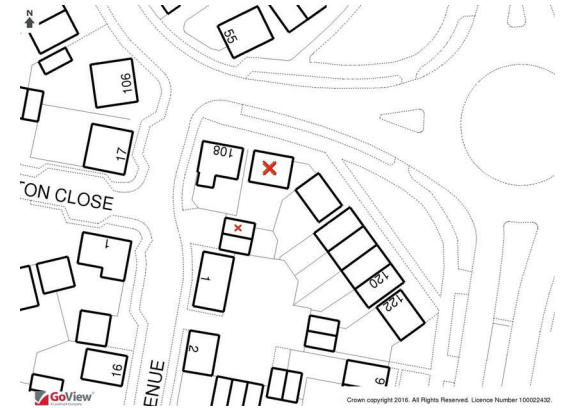 N
55
106
17
108
TON CLOSE
1
1
120
122
2
16
ENUE
9
GoView
Crown copyright 2016. All Rights Reserved. Licence Number 100022432.